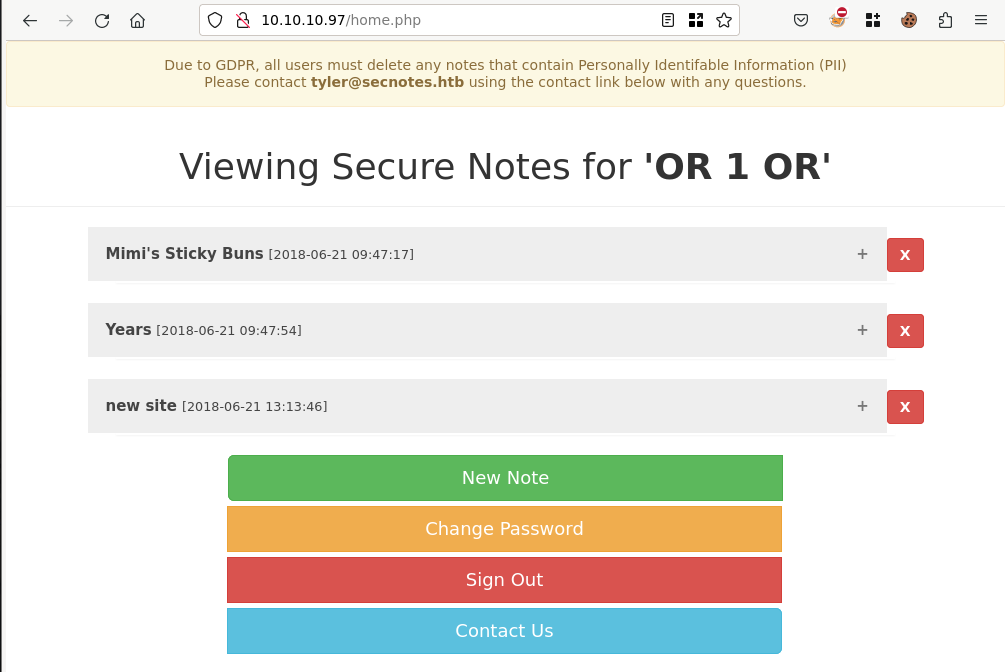 10.10.10.97/home.php
Due to GDPR, all users must delete any notes that contain Personally Identifable Information (PII)
Please contact tyler@secnotes.htb using the contact link below with any questions.
Viewing Secure Notes for 'OR 1 OR'
Mimi's Sticky Buns [2018-06-21 09:47:17] + X
Years [2018-06-21 09:47:54] + X
new site [2018-06-21 13:13:46] + X
New Note
Change Password
Sign Out
Contact Us